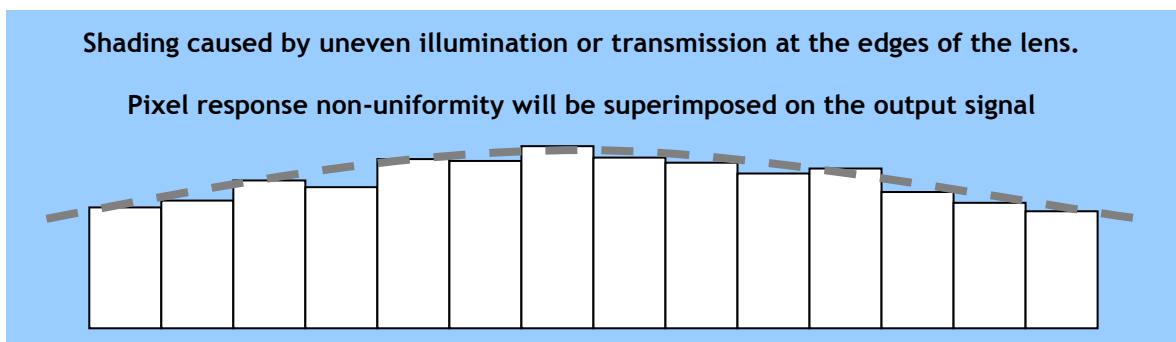 Shading caused by uneven illumination or transmission at the edges of the lens.
Pixel response non-uniformity will be superimposed on the output signal